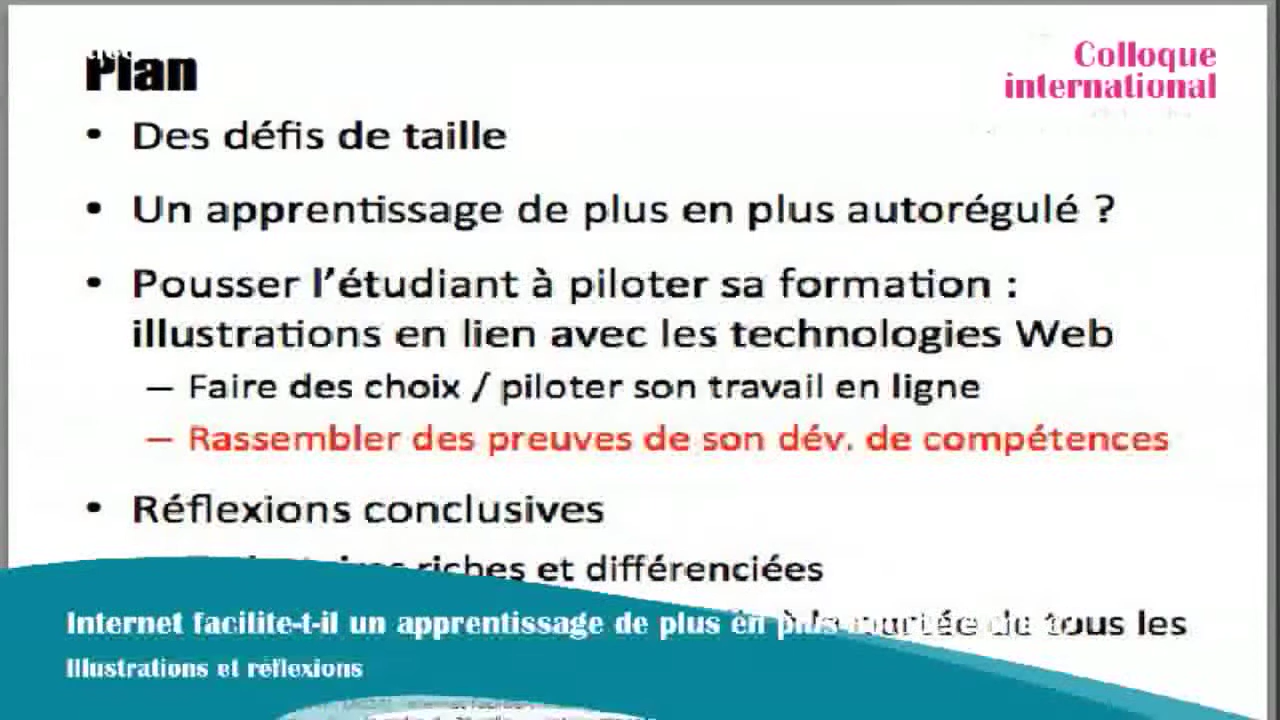 Plan
Colloque
international
• Des défis de taille
• Un apprentissage de plus en plus autorégulé ?
• Pousser l’étudiant à piloter sa formation :
illustrations en lien avec les technologies Web
– Faire des choix / piloter son travail en ligne
– Rassembler des preuves de son dév. de compétences
• Réflexions conclusives
riches et différenciées
tous les
Internet facilite-t-il un apprentissage de plus en plus
Illustrations et réflexions